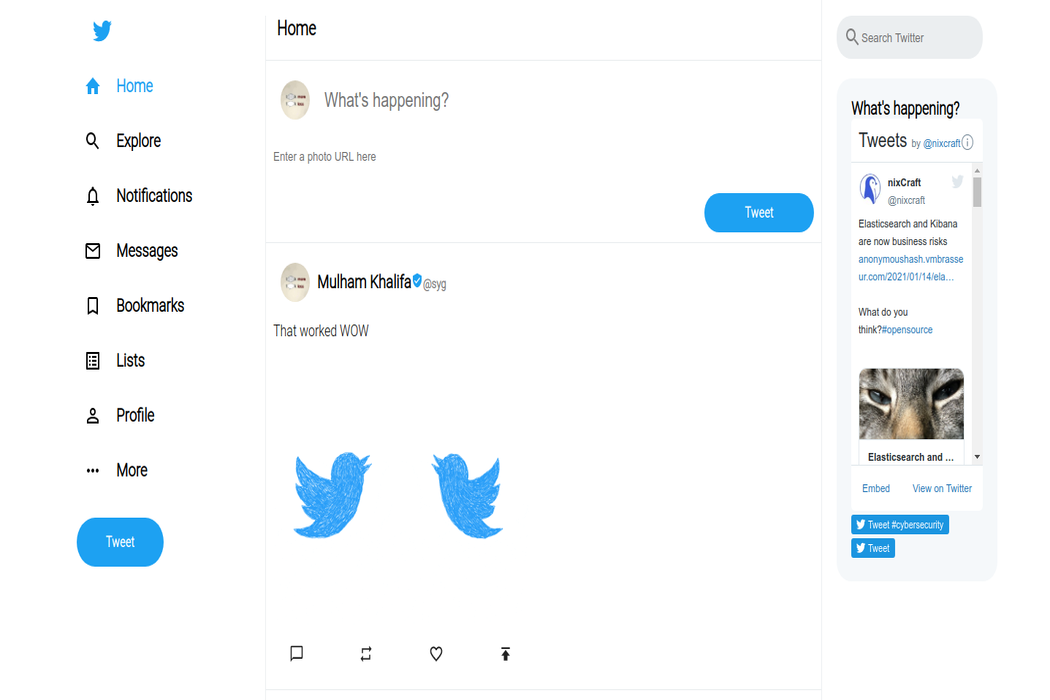 Home
Explore
Notifications
Messages
Bookmarks
Lists
Profile
More
Tweet
Home
What's happening?
Enter a photo URL here
Tweet
Mulham Khalifa @syg
That worked WOW
Search Twitter
What's happening?
Tweets by @nixcraft
nixCraft
@nixcraft
Elasticsearch and Kibana
are now business risks
anonymoushash.vmbrasse
ur.com/2021/01/14/ela…
What do you
think?#opensource
Elasticsearch and ...
Embed View on Twitter
Tweet #cybersecurity
Tweet